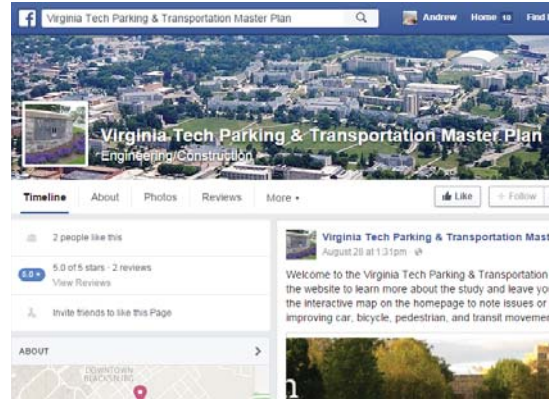 Virginia Tech Parking & Transportation Master Plan
Andrew Home 10 Find
Virginia Tech Parking & Transportation Master Plan
Engineering/Construction
Timeline About Photos Reviews More
Like + Follow
2 people like this
5.0 ★ 5.0 of 5 stars · 2 reviews
View Reviews
Invite friends to like this Page
ABOUT >
DOWNTOWN
BLACKSBURG
Virginia Tech Parking & Transportation Mast
August 28 at 1:31pm ·
Welcome to the Virginia Tech Parking & Transportation
the website to learn more about the study and leave yo
the interactive map on the homepage to note issues or
improving car, bicycle, pedestrian, and transit movemer